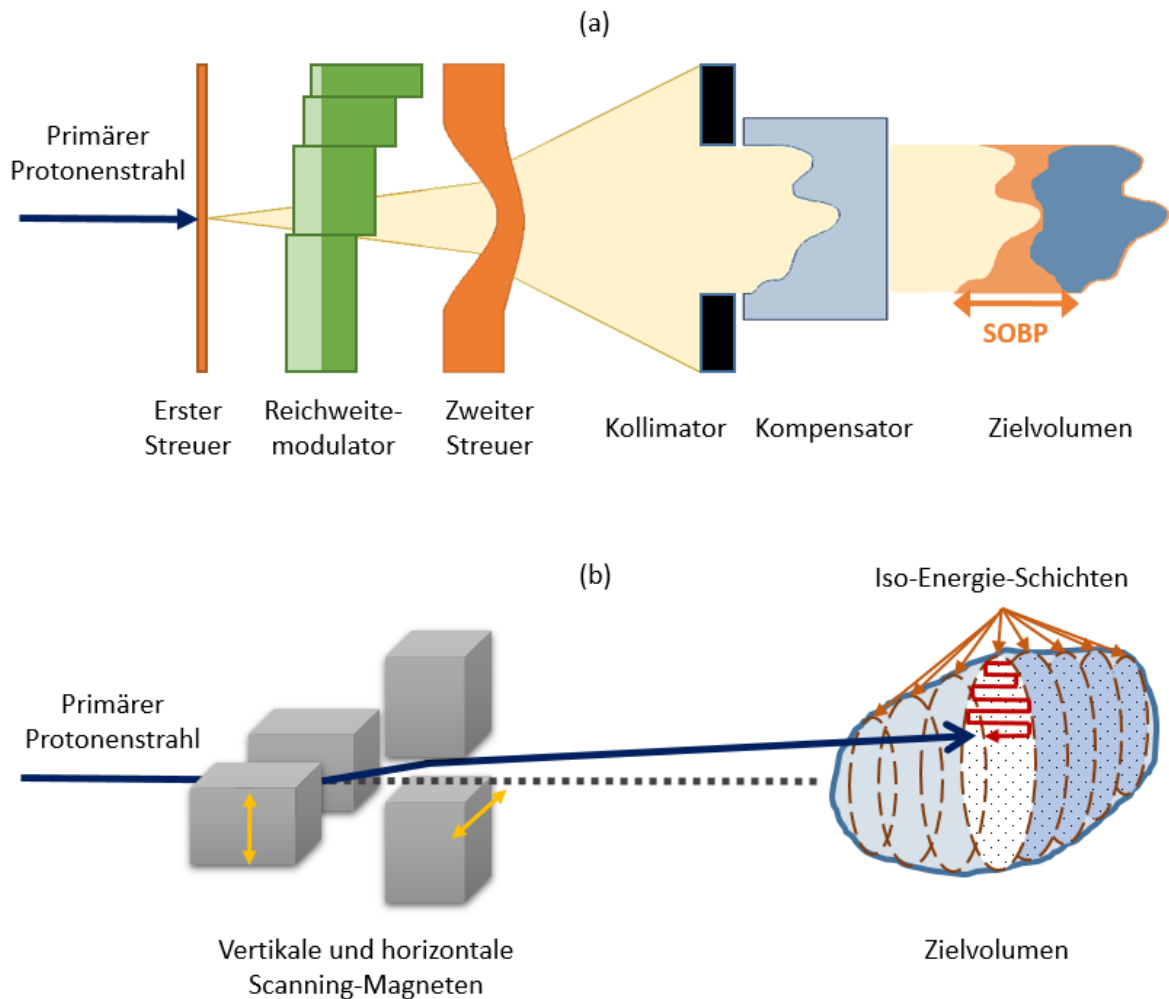 (a)
Primärer
Protonenstrahl
SOBP
Erster
Streuer
Reichweite-
modulator
Zweiter
Streuer
Kollimator
Kompensator
Zielvolumen
(b)
Iso-Energie-Schichten
Primärer
Protonenstrahl
Vertikale und horizontale
Scanning-Magneten
Zielvolumen